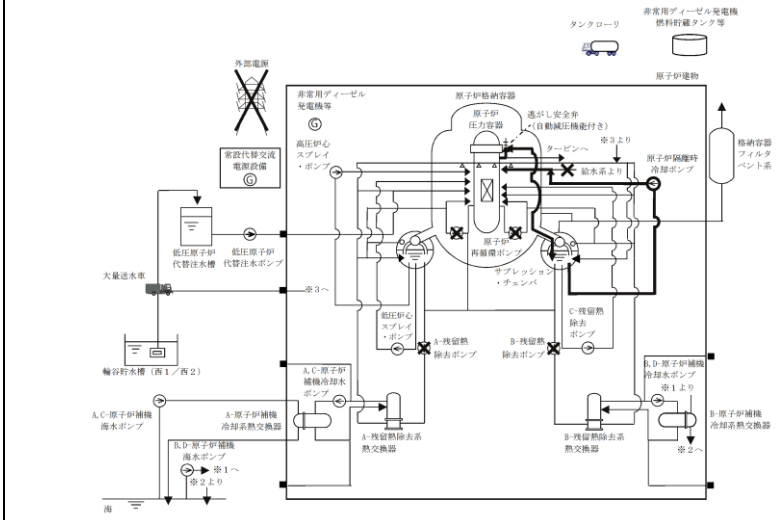 非常用ディーゼル発電機
燃料貯蔵タンク等
タンクローリ
原子炉建物
外部電源
非常用ディーゼル
発電機等
G
原子炉格納容器
原子炉
圧力容器
逃がし安全弁
(自動減圧機能付き)
※3より
タービンへ
給水系より
原子炉隔離時
冷却ポンプ
格納容器
フィルタ
ベント系
高圧炉心
スプレイ
・ポンプ
常設代替交流
電源設備
G
低圧原子炉
代替注水槽
低圧原子炉
代替注水ポンプ
原子炉
再循環ポンプ
サプレッション
・チェンバ
大量送水車
※3へ
輪谷貯水槽(西1/西2)
低圧炉心
スプレイ
・ポンプ
A-残留熱
除去ポンプ
B-残留熱
除去ポンプ
C-残留熱
除去
ポンプ
A,C-原子炉補機
海水ポンプ
A-原子炉補機
冷却系熱交換器
A,C-原子炉
補機冷却水
ポンプ
A-残留熱除去系
熱交換器
B-残留熱除去系
熱交換器
B,D-原子炉補機
冷却水ポンプ
※1より
B-原子炉補機
冷却系熱交換器
※2へ
B,D-原子炉補機
海水ポンプ
※1へ
※2より
海